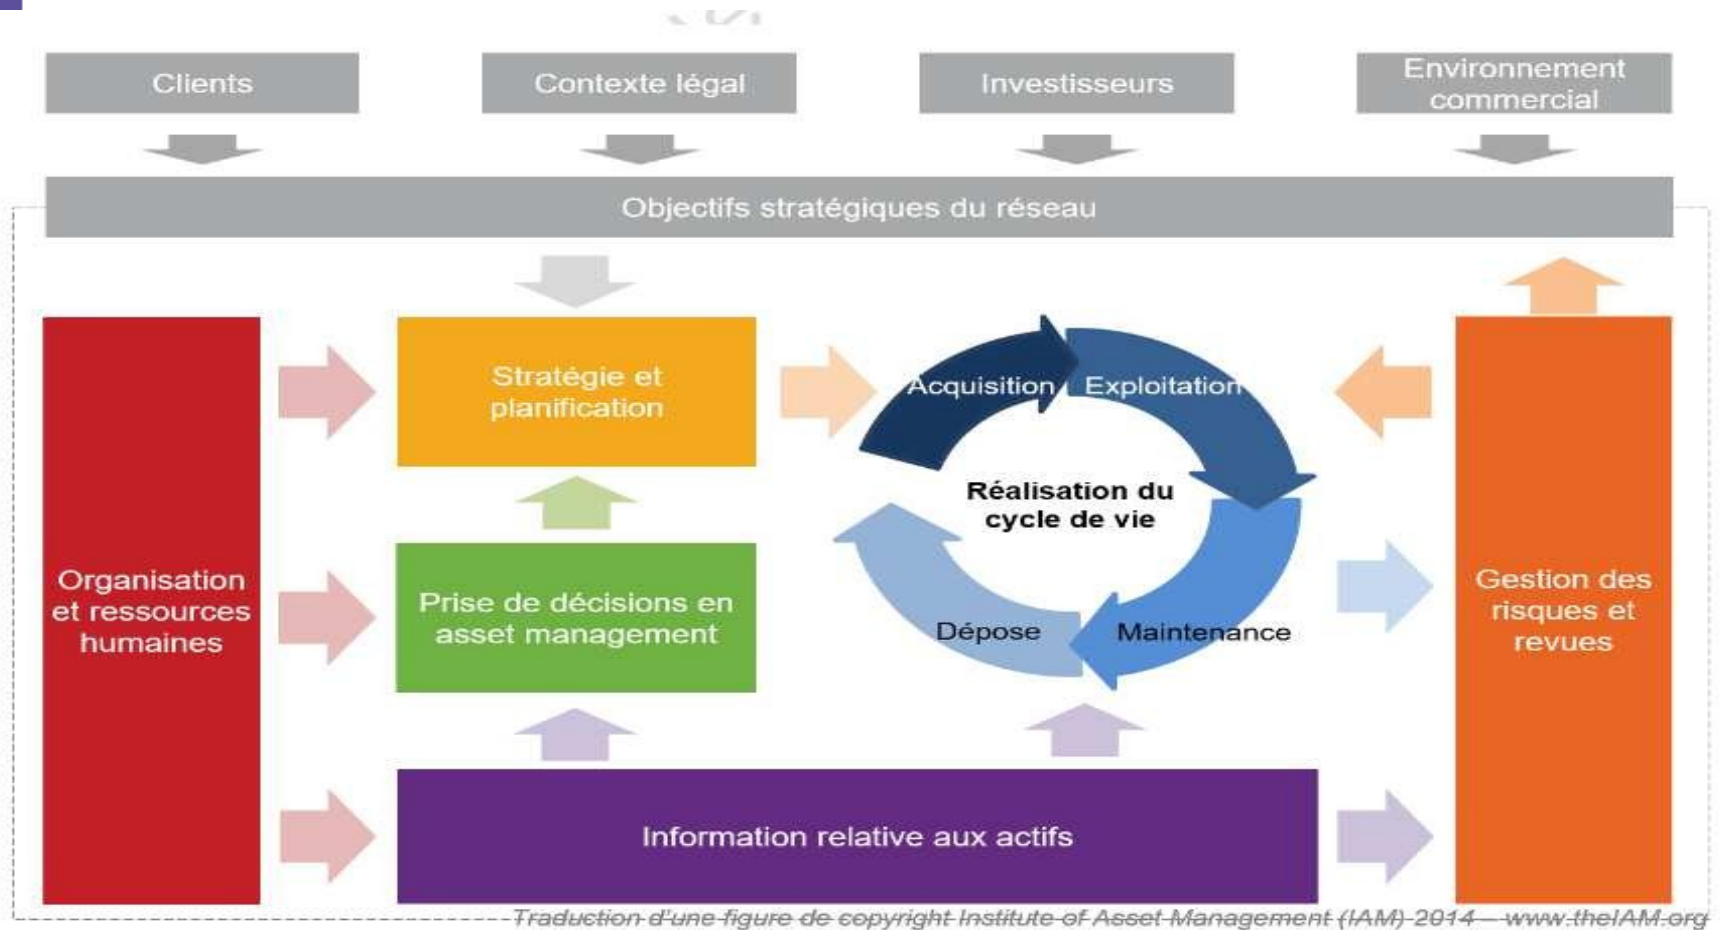 Clients
Contexte légal
Investisseurs
Environnement
commercial
Objectifs stratégiques du réseau
Organisation
et ressources
humaines
Stratégie et
planification
Prise de décisions en
asset management
Acquisition
Exploitation
Réalisation du
cycle de vie
Dépose
Maintenance
Gestion des
risques et
revues
Information relative aux actifs
Traduction d'une figure de copyright Institute of Asset Management (IAM) 2014 – www.theIAM.org